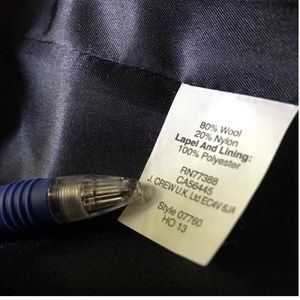 80% Wool
20% Nylon
Lapel And Lining:
100% Polyester
RN77388
CA56445
J. CREW U.K. Ltd EC4V 6JA
Style 07760
HO 13